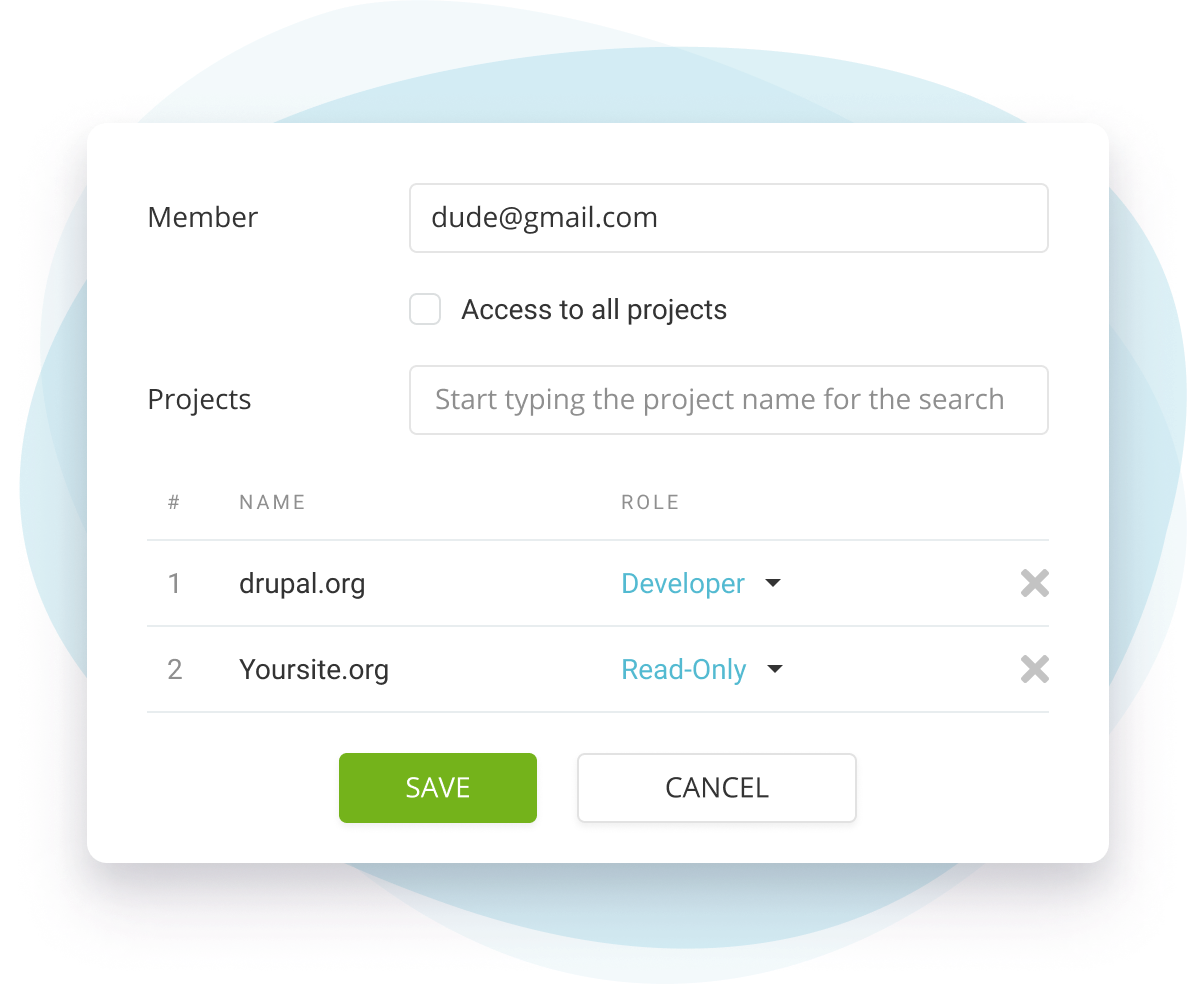 Member dude@gmail.com
Access to all projects
Projects Start typing the project name for the search
# NAME ROLE
1 drupal.org Developer
2 Yoursite.org Read-Only
SAVE CANCEL